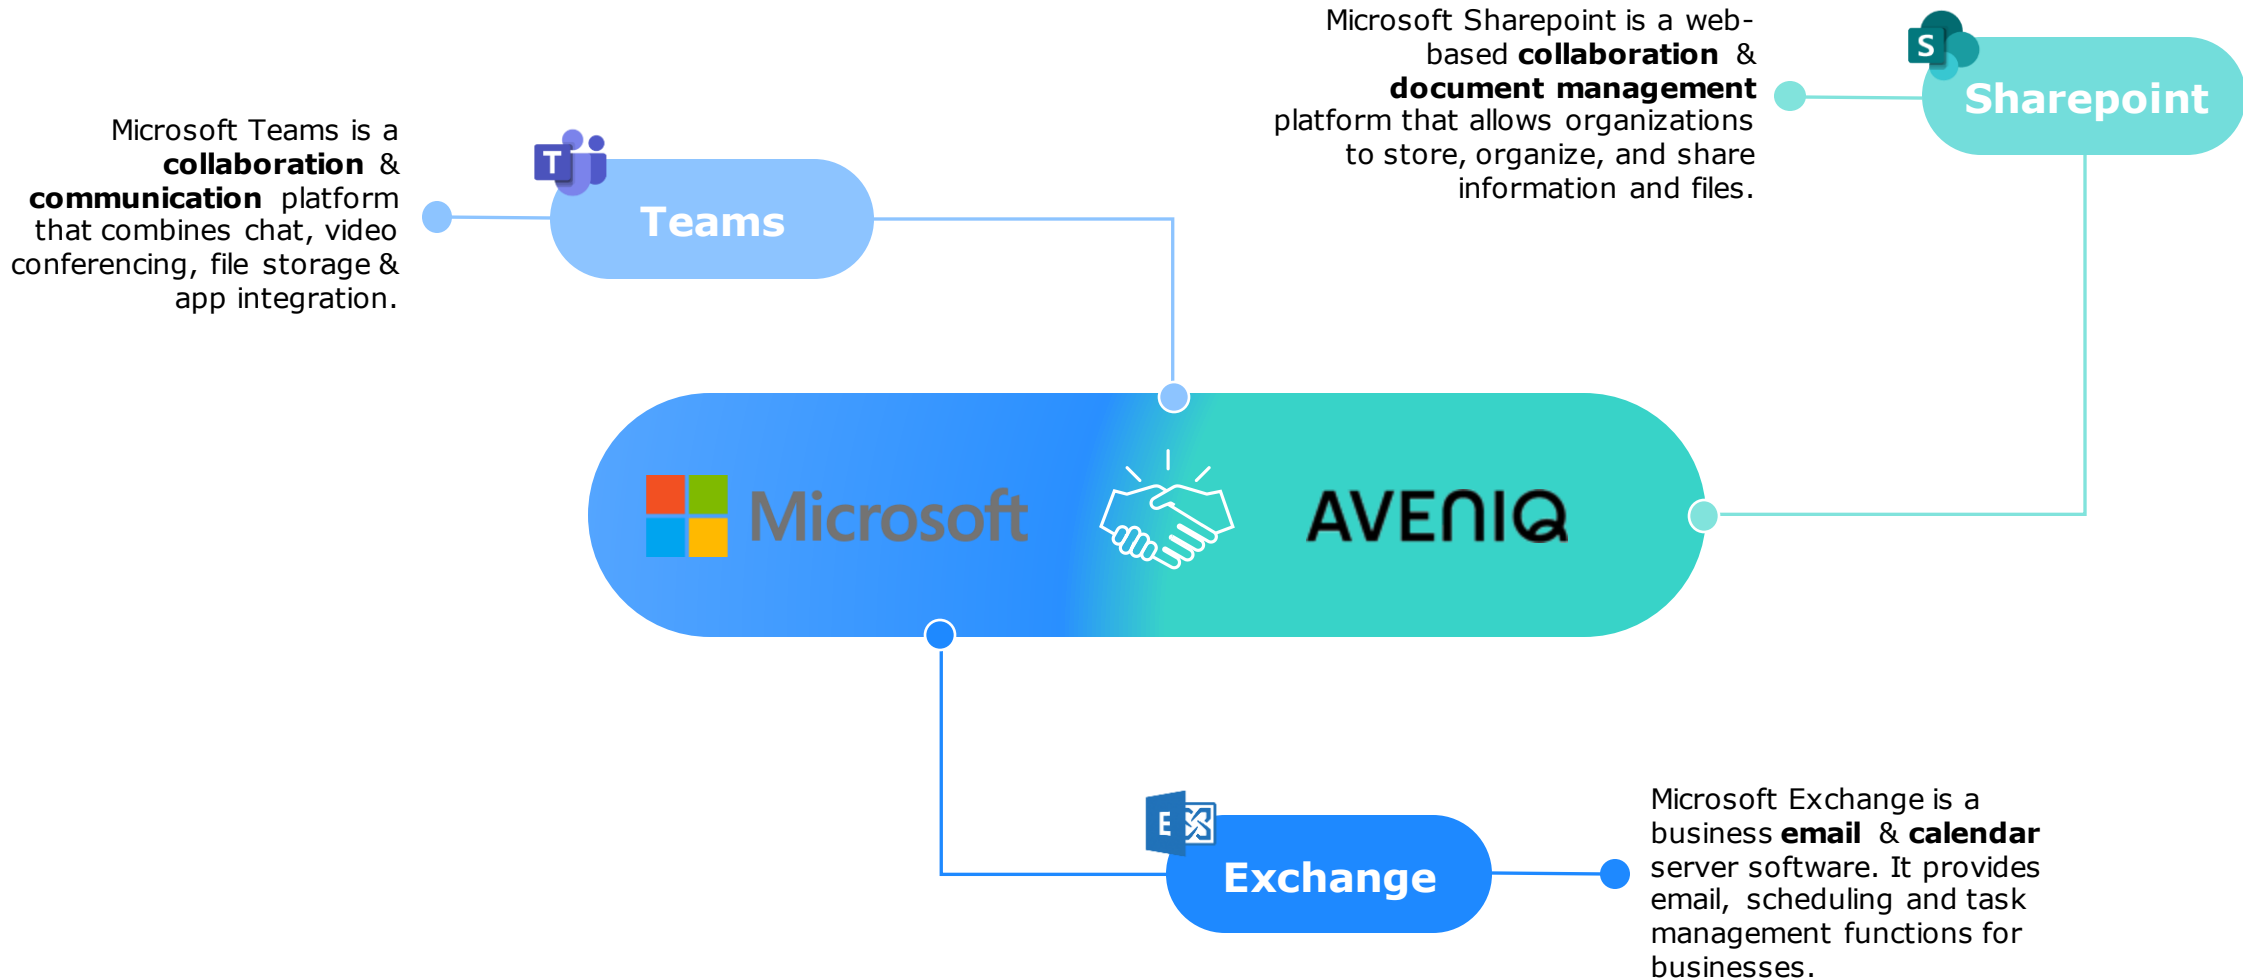 Microsoft Sharepoint is a web-
based collaboration &
document management
platform that allows organizations
to store, organize, and share
information and files.
S
Sharepoint
Microsoft Teams is a
collaboration &
communication platform
that combines chat, video
conferencing, file storage &
app integration.
T
Teams
Microsoft
AVENIQ
E
Exchange
Microsoft Exchange is a
business email & calendar
server software. It provides
email, scheduling and task
management functions for
businesses.